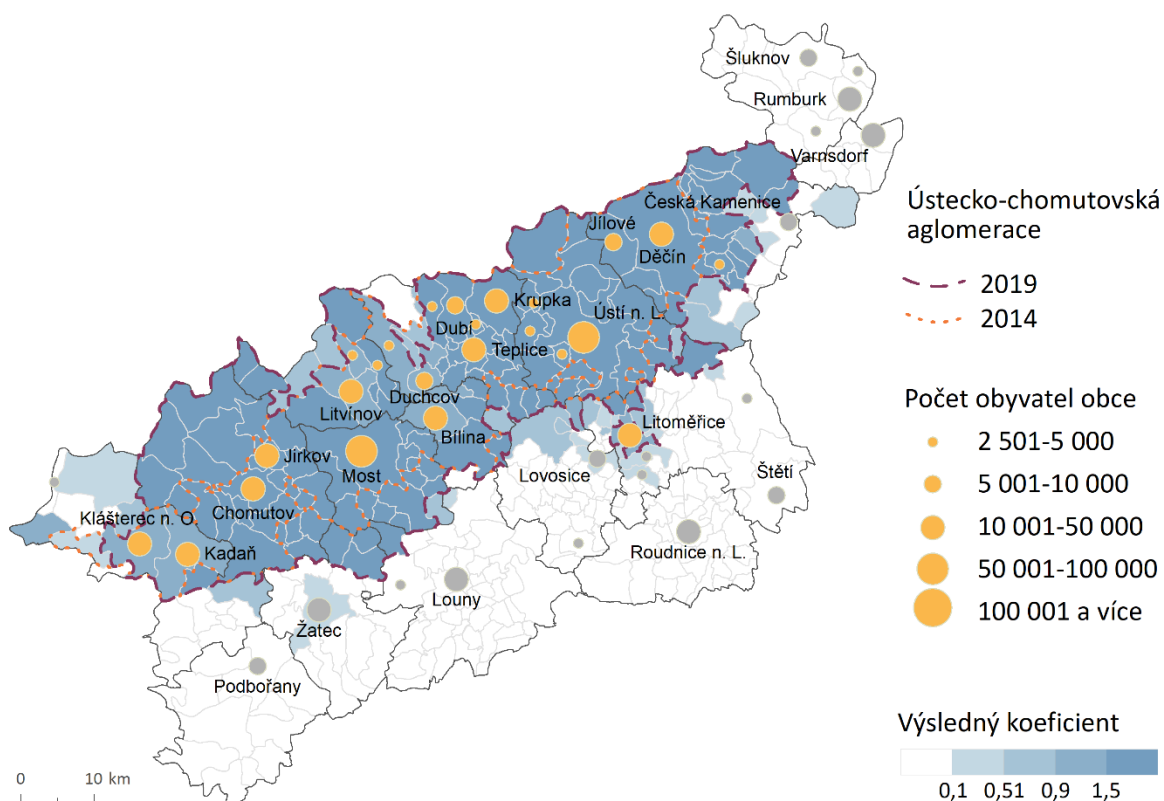 Šluknov
Rumburk
Varnsdorf
Česká Kamenice
Jílové
Děčín
Krupka
Ústí n. L.
Dubí
Teplice
Duchcov
Litvínov
Bílina
Litoměřice
Jírkov
Most
Lovosice
Štětí
Chomutov
Klášterec n. O.
Kadaň
Roudnice n. L.
Louny
Žatec
Podbořany
0 10 km
Ústecko-chomutovská
aglomerace
2019
2014
Počet obyvatel obce
2 501-5 000
5 001-10 000
10 001-50 000
50 001-100 000
100 001 a více
Výsledný koeficient
0,1 0,51 0,9 1,5